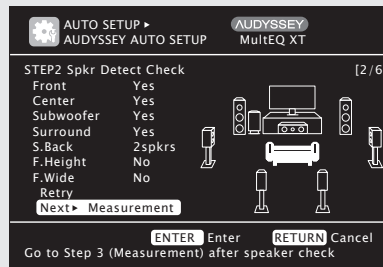 AUTO SETUP ▸
AUDYSSEY AUTO SETUP
AUDYSSEY
MultEQ XT
STEP2 Spkr Detect Check [2/6
Front Yes
Center Yes
Subwoofer Yes
Surround Yes
S.Back 2spkrs
F.Height No
F.Wide No
Retry
Next▸ Measurement
ENTER Enter RETURN Cancel
Go to Step 3 (Measurement) after speaker check